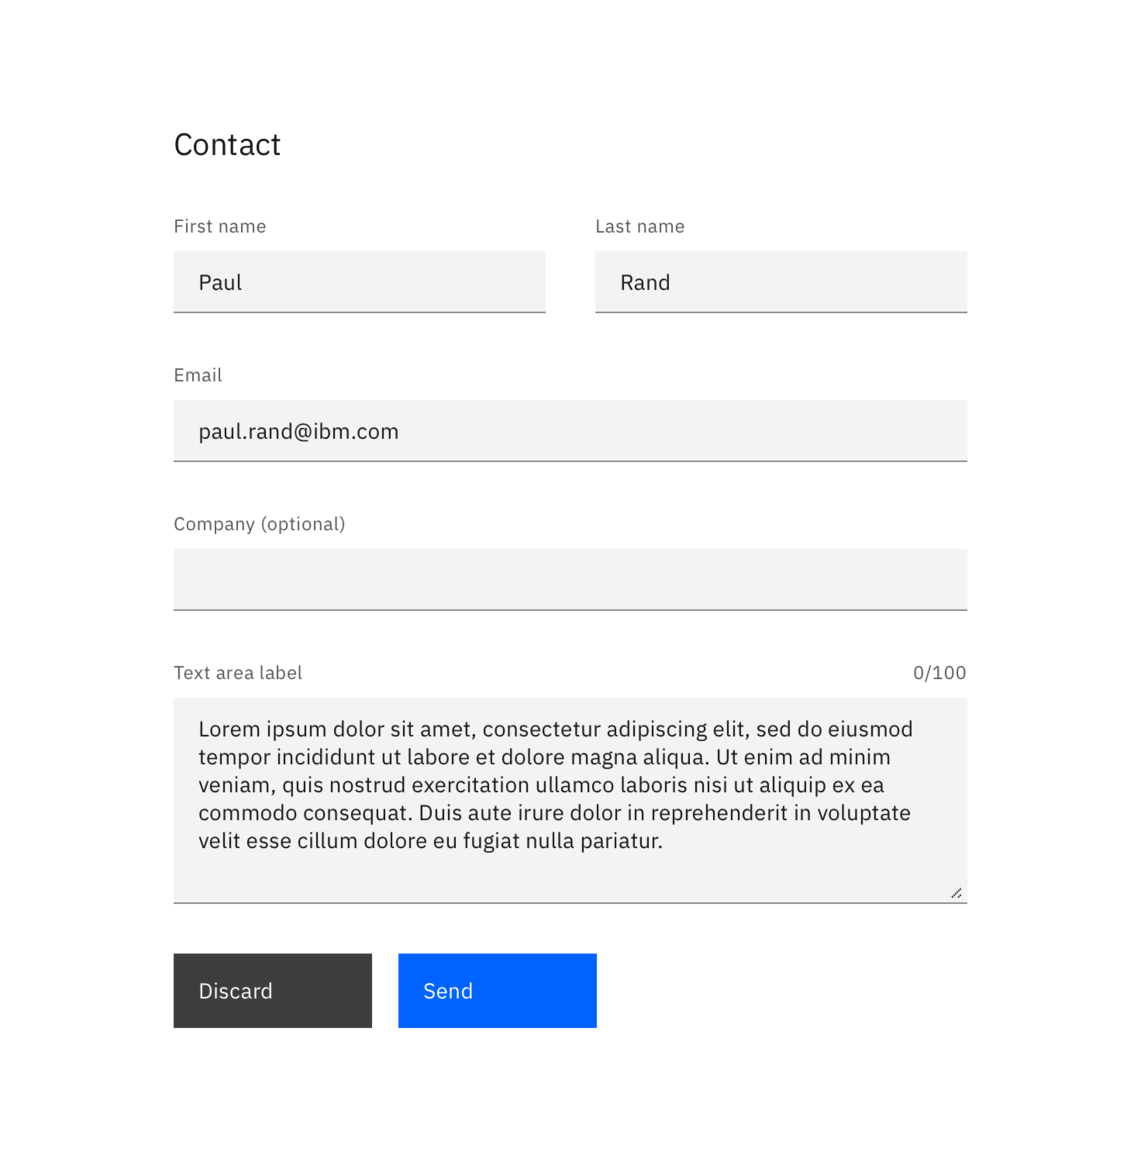 Contact
First name
Last name
Paul
Rand
Email
paul.rand@ibm.com
Company (optional)
Text area label
0/100
Lorem ipsum dolor sit amet, consectetur adipiscing elit, sed do eiusmod
tempor incididunt ut labore et dolore magna aliqua. Ut enim ad minim
veniam, quis nostrud exercitation ullamco laboris nisi ut aliquip ex ea
commodo consequat. Duis aute irure dolor in reprehenderit in voluptate
velit esse cillum dolore eu fugiat nulla pariatur.
Discard
Send